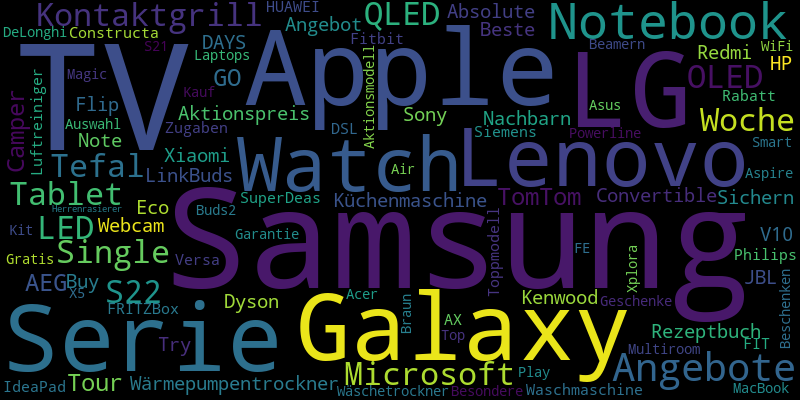 Kontaktgrill HUAWEI QLED Absolute Notebook
DeLonghi Constructa S21 DAYS Angebot Beste
Laptops Fitbit Beamern WiFi
TV Apple LG Redmi HP
Magic GO OLED
Camper Luftreiniger Flip Kauf Aktionsmodell Rabatt
Auswahl Aktionspreis Sony Nachbarn Asus Woche
Note Zugaben DSL Siemens Powerline
Tefal Xiaomi Watch Lenovo Smart
LinkBuds Air Aspire
Tablet Eco SuperDeas Küchenmaschine TomTom Convertible Sichern
Herrenrasierer Buds2
Kit LED Webcam Samsung Toppmodell V10
Garantie
Gratis Single Versa FE Xplora Philips
AEG Buy X5 S22 JBL
Acer Kenwood Geschenke Beschenken
Serie FRITZBox Dyson Galaxy Braun
AX Rezeptbuch
Try Top FIT
Multiroom
IdeaPad Tour Wärmepumpentrockner Microsoft Play Angebote
Wäschetrockner Besondere Waschmaschine MacBook